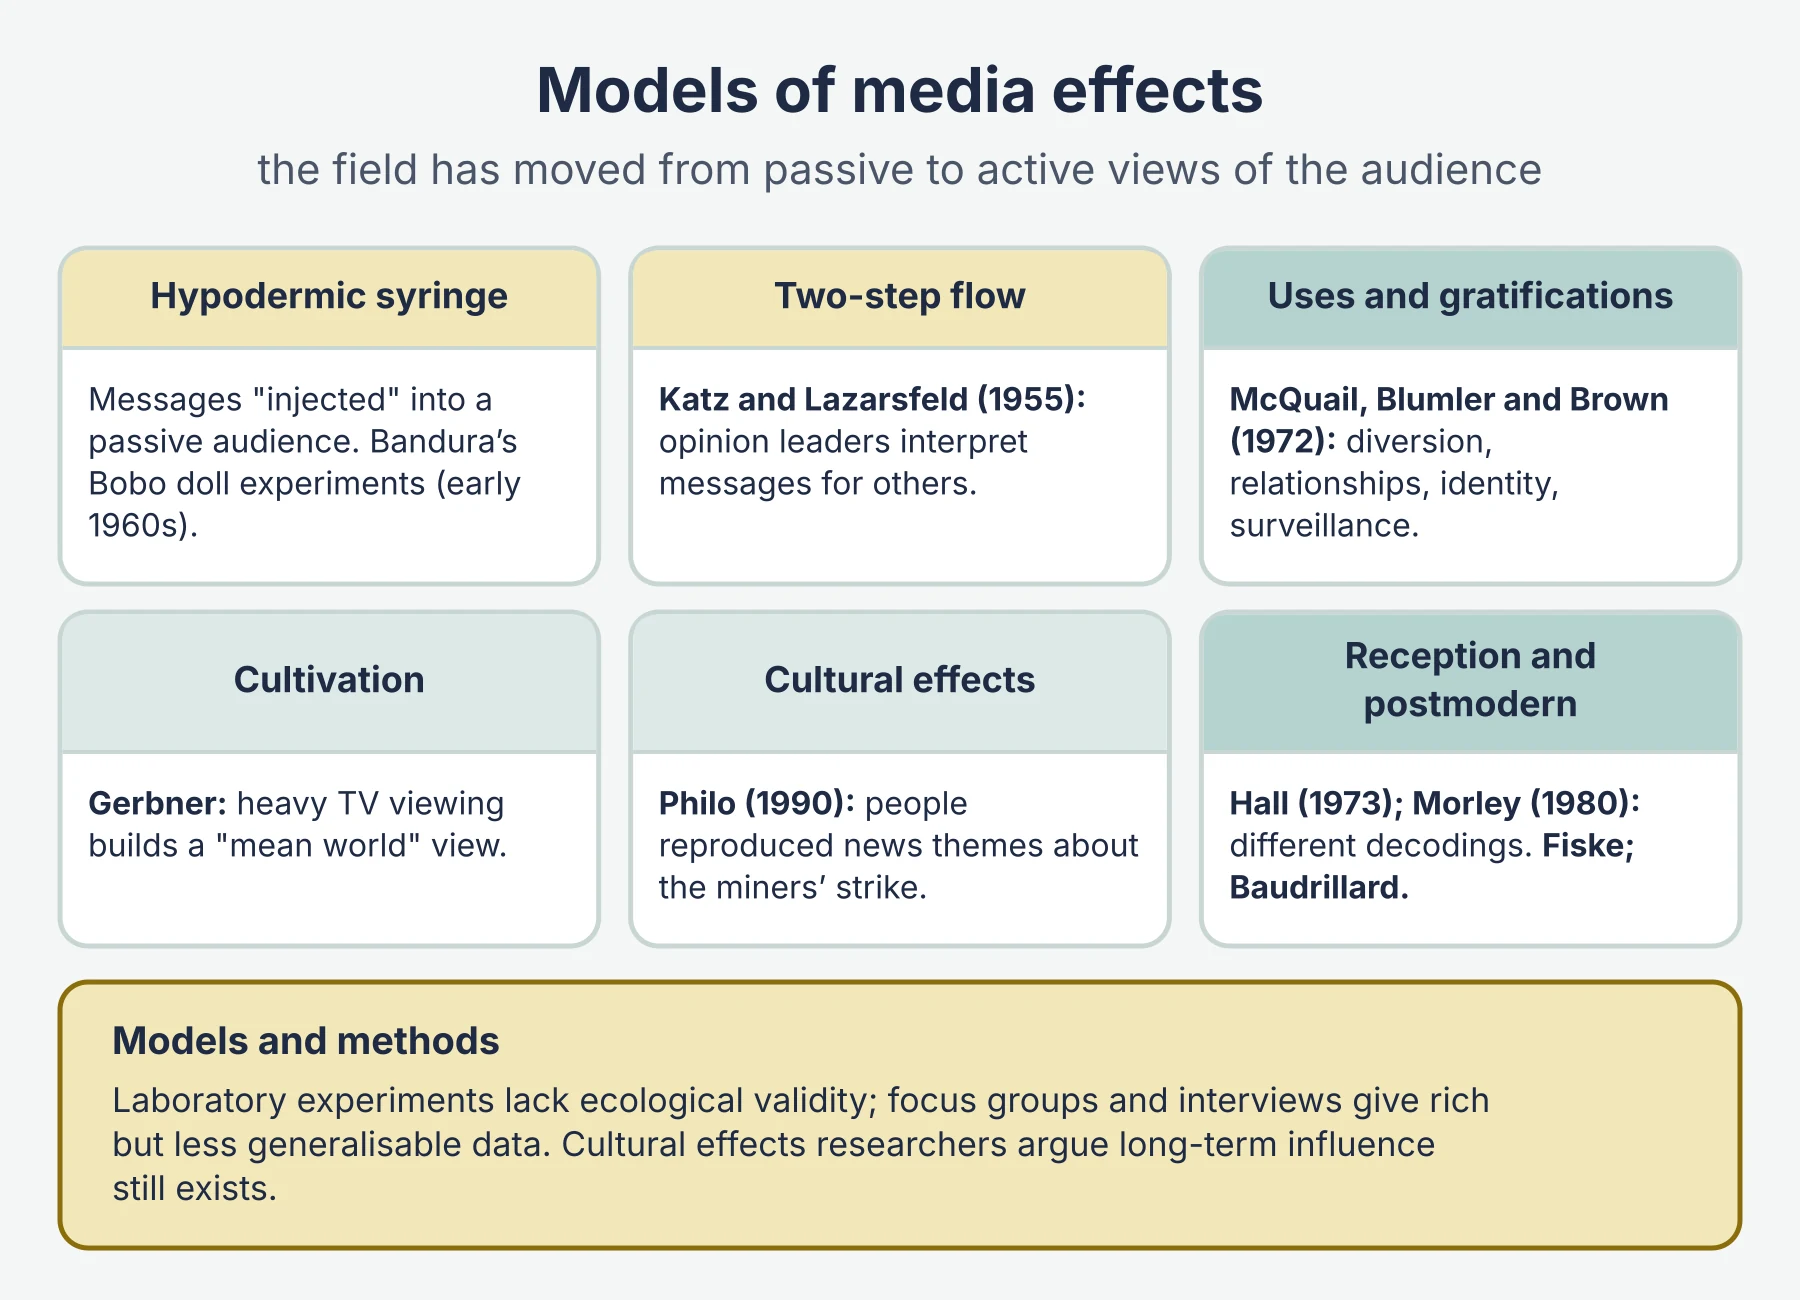 Models of media effects
the field has moved from passive to active views of the audience
Hypodermic syringe
Messages "injected" into a
passive audience. Bandura’s
Bobo doll experiments (early
1960s).
Two-step flow
Katz and Lazarsfeld (1955):
opinion leaders interpret
messages for others.
Uses and gratifications
McQuail, Blumler and Brown
(1972): diversion,
relationships, identity,
surveillance.
Cultivation
Gerbner: heavy TV viewing
builds a "mean world" view.
Cultural effects
Philo (1990): people
reproduced news themes about
the miners’ strike.
Reception and
postmodern
Hall (1973); Morley (1980):
different decodings. Fiske;
Baudrillard.
Models and methods
Laboratory experiments lack ecological validity; focus groups and interviews give rich
but less generalisable data. Cultural effects researchers argue long-term influence
still exists.